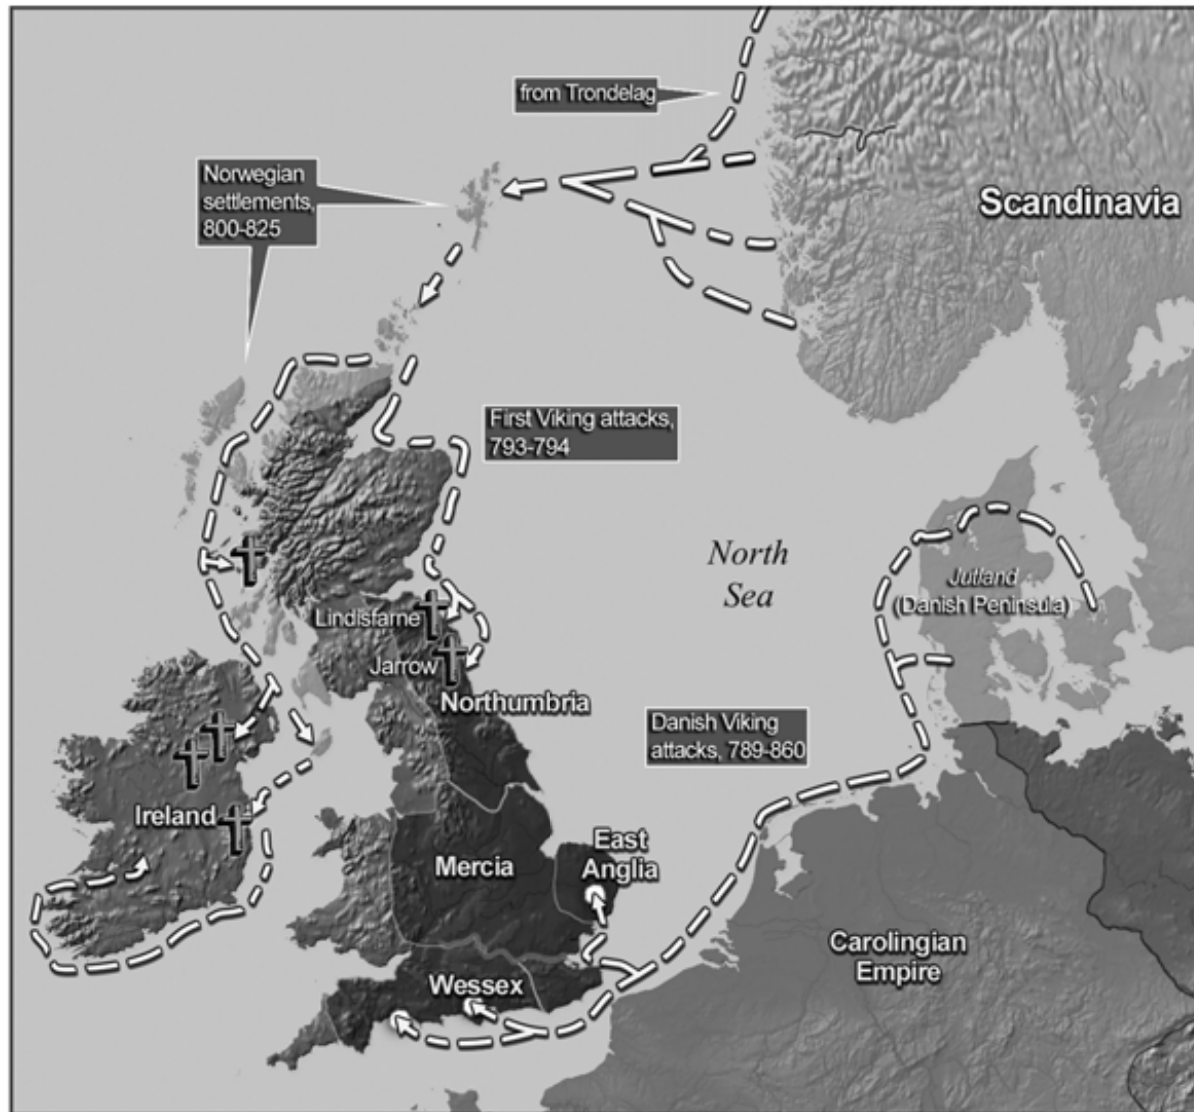 from Trondelag
Norwegian
settlements,
800-825
Scandinavia
First Viking attacks,
793-794
North
Sea
Jutland
(Danish Peninsula)
Lindisfarne
Jarrow
Northumbria
Danish Viking
attacks, 789-860
Ireland
Mercia
East
Anglia
Carolingian
Empire
Wessex